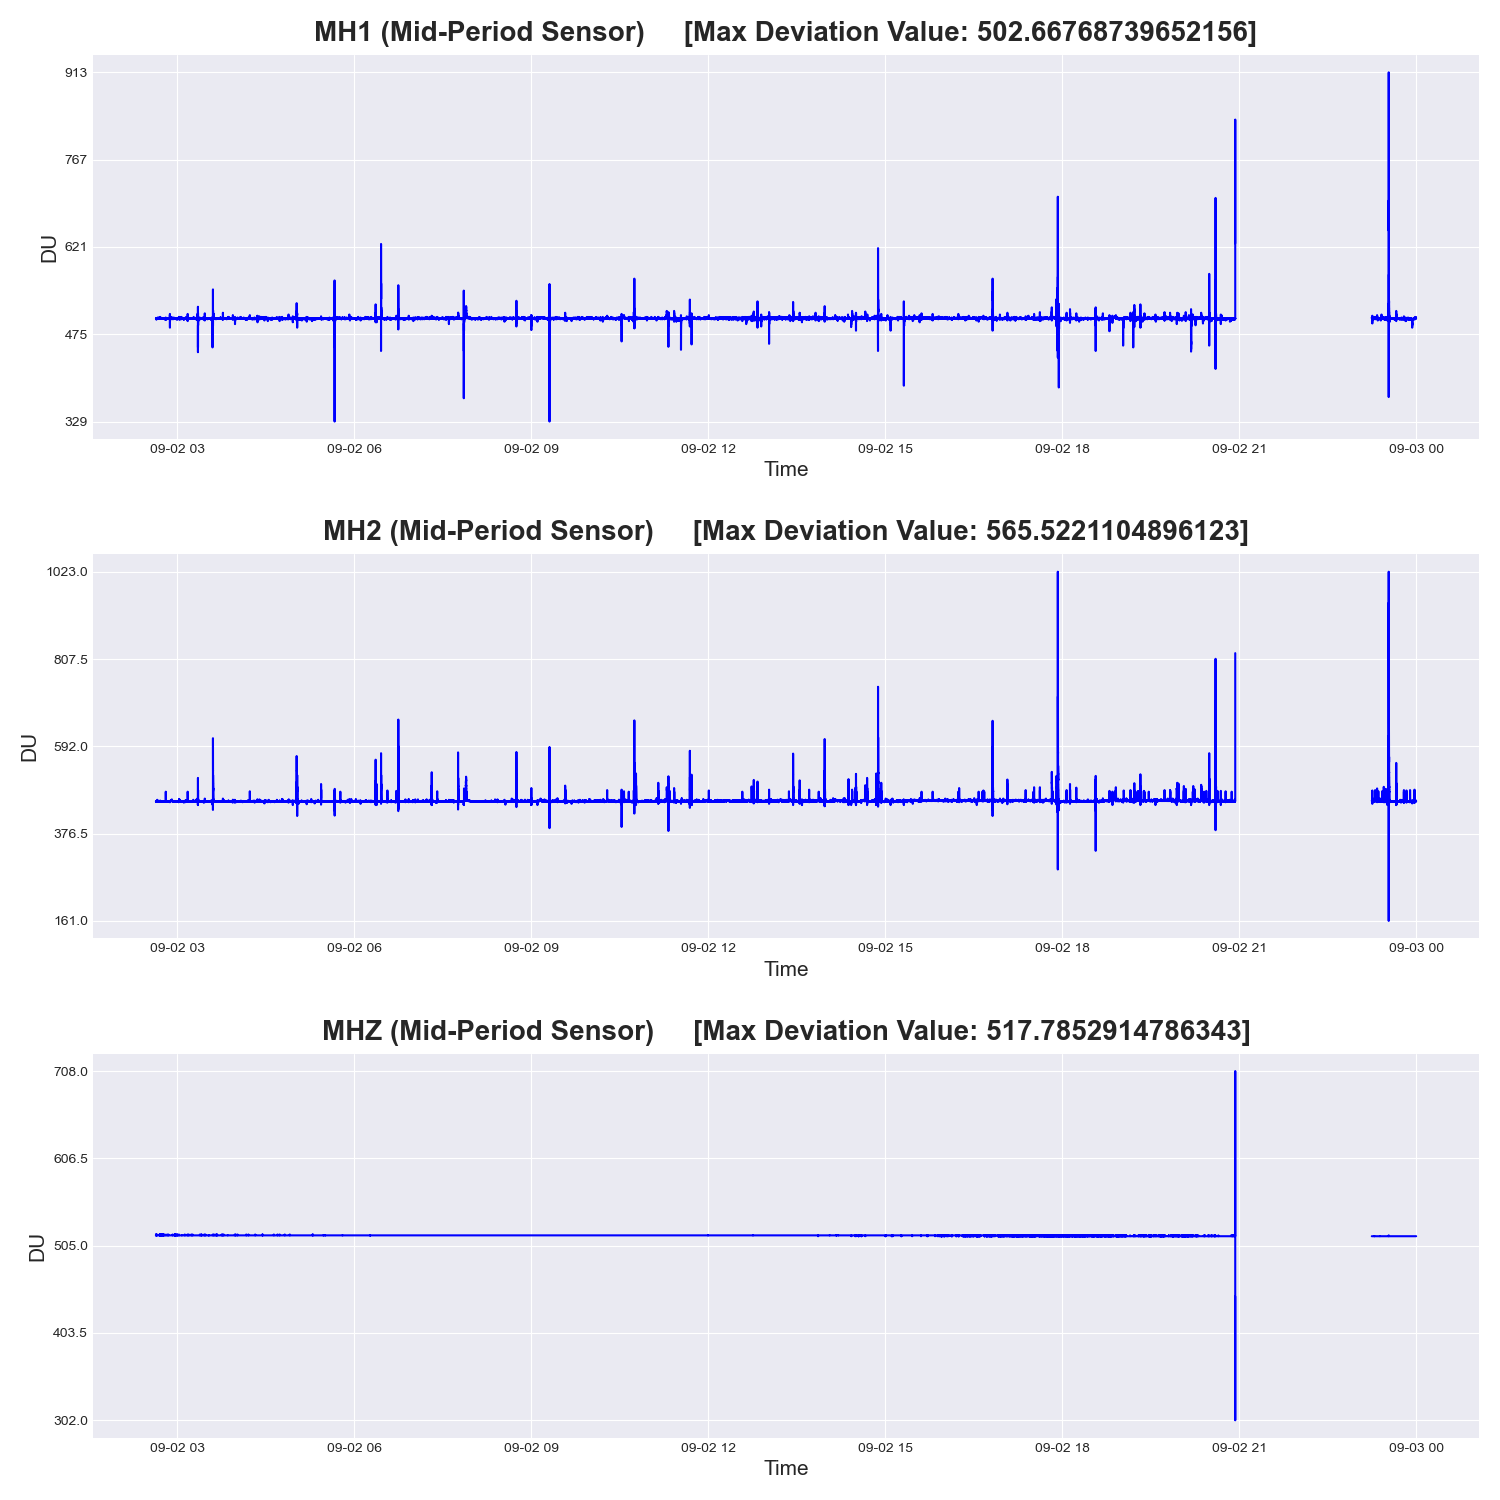 MH1 (Mid-Period Sensor) [Max Deviation Value: 502.66768739652156]
913
767
621
475
329
DU
09-02 03 09-02 06 09-02 09 09-02 12 09-02 15 09-02 18 09-02 21 09-03 00
Time
MH2 (Mid-Period Sensor) [Max Deviation Value: 565.5221104896123]
1023.0
807.5
592.0
376.5
161.0
DU
09-02 03 09-02 06 09-02 09 09-02 12 09-02 15 09-02 18 09-02 21 09-03 00
Time
MHZ (Mid-Period Sensor) [Max Deviation Value: 517.7852914786343]
708.0
606.5
505.0
403.5
302.0
DU
09-02 03 09-02 06 09-02 09 09-02 12 09-02 15 09-02 18 09-02 21 09-03 00
Time